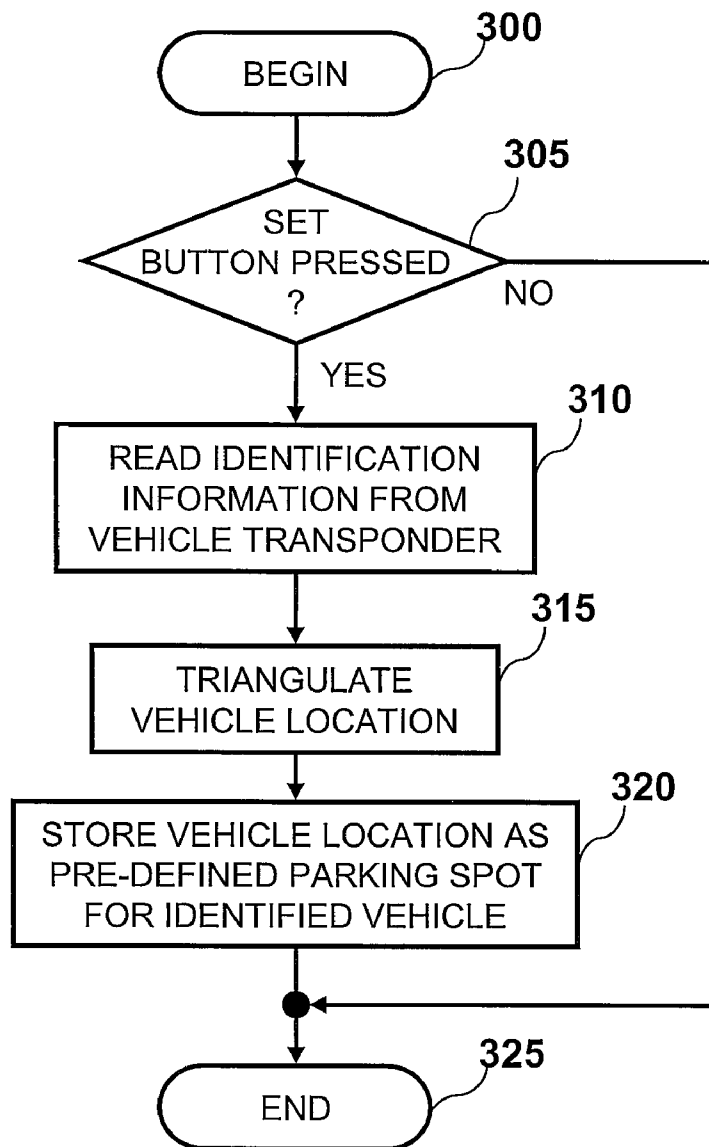 300
BEGIN
305
SET
BUTTON PRESSED
?
NO
YES
310
READ IDENTIFICATION
INFORMATION FROM
VEHICLE TRANSPONDER
315
TRIANGULATE
VEHICLE LOCATION
320
STORE VEHICLE LOCATION AS
PRE-DEFINED PARKING SPOT
FOR IDENTIFIED VEHICLE
325
END